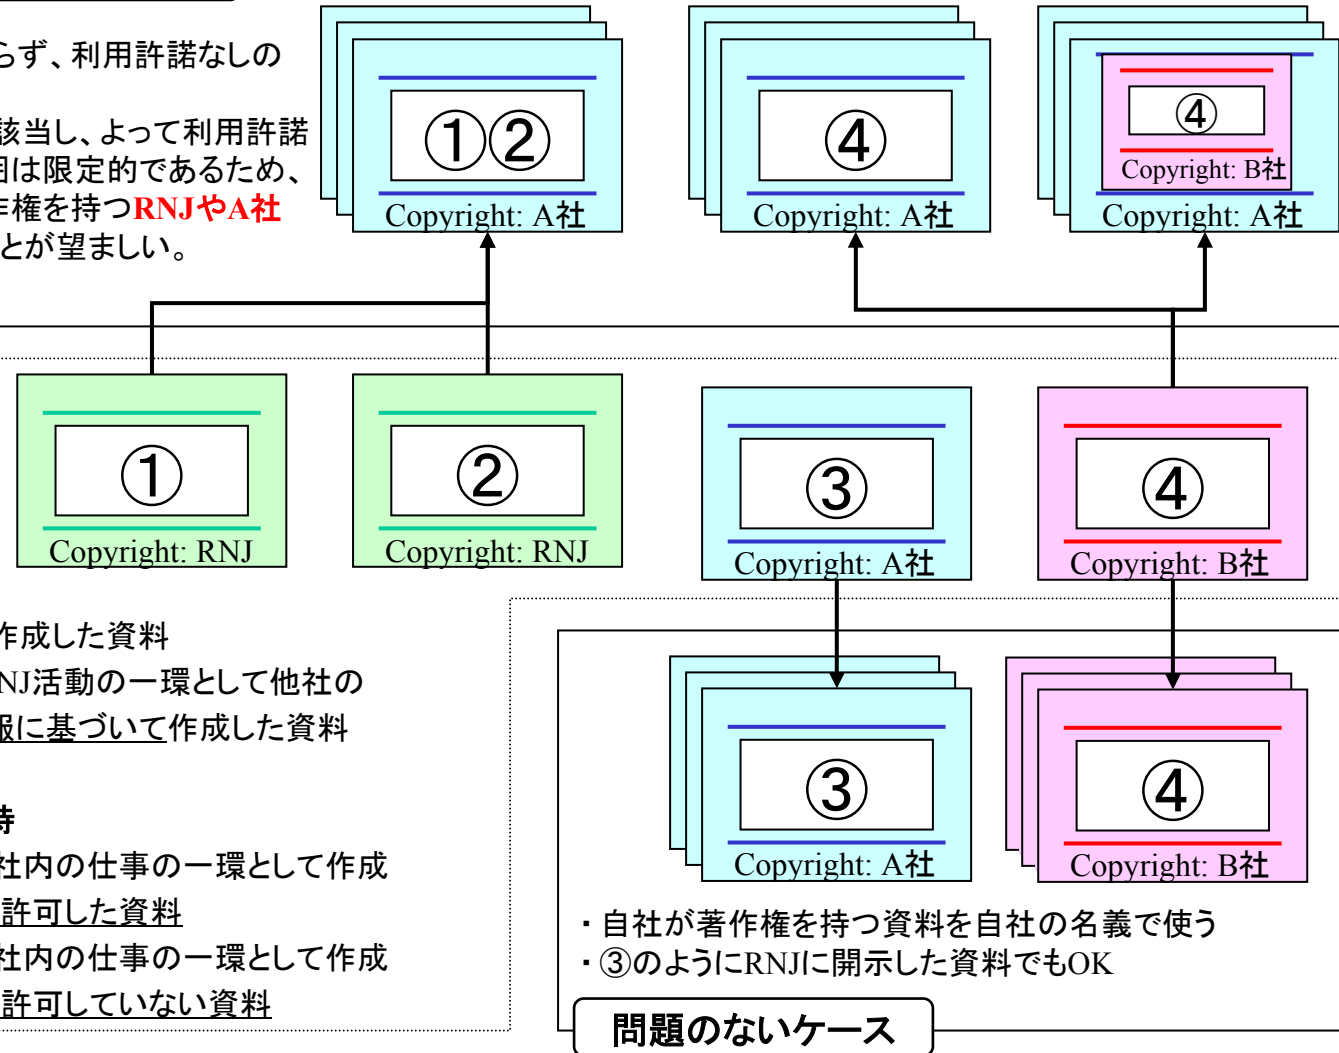 らず、利用許諾なしの
該当し、よって利用許諾
囲は限定的であるため、
作権を持つRNJやA社
とが望ましい。
①②
Copyright: A社
④
Copyright: A社
④
Copyright: B社
Copyright: A社
①
Copyright: RNJ
②
Copyright: RNJ
③
Copyright: A社
④
Copyright: B社
作成した資料
NJ活動の一環として他社の
報に基づいて作成した資料
時
社内の仕事の一環として作成
許可した資料
社内の仕事の一環として作成
許可していない資料
③
Copyright: A社
④
Copyright: B社
・自社が著作権を持つ資料を自社の名義で使う
・③のようにRNJに開示した資料でもOK
問題のないケース